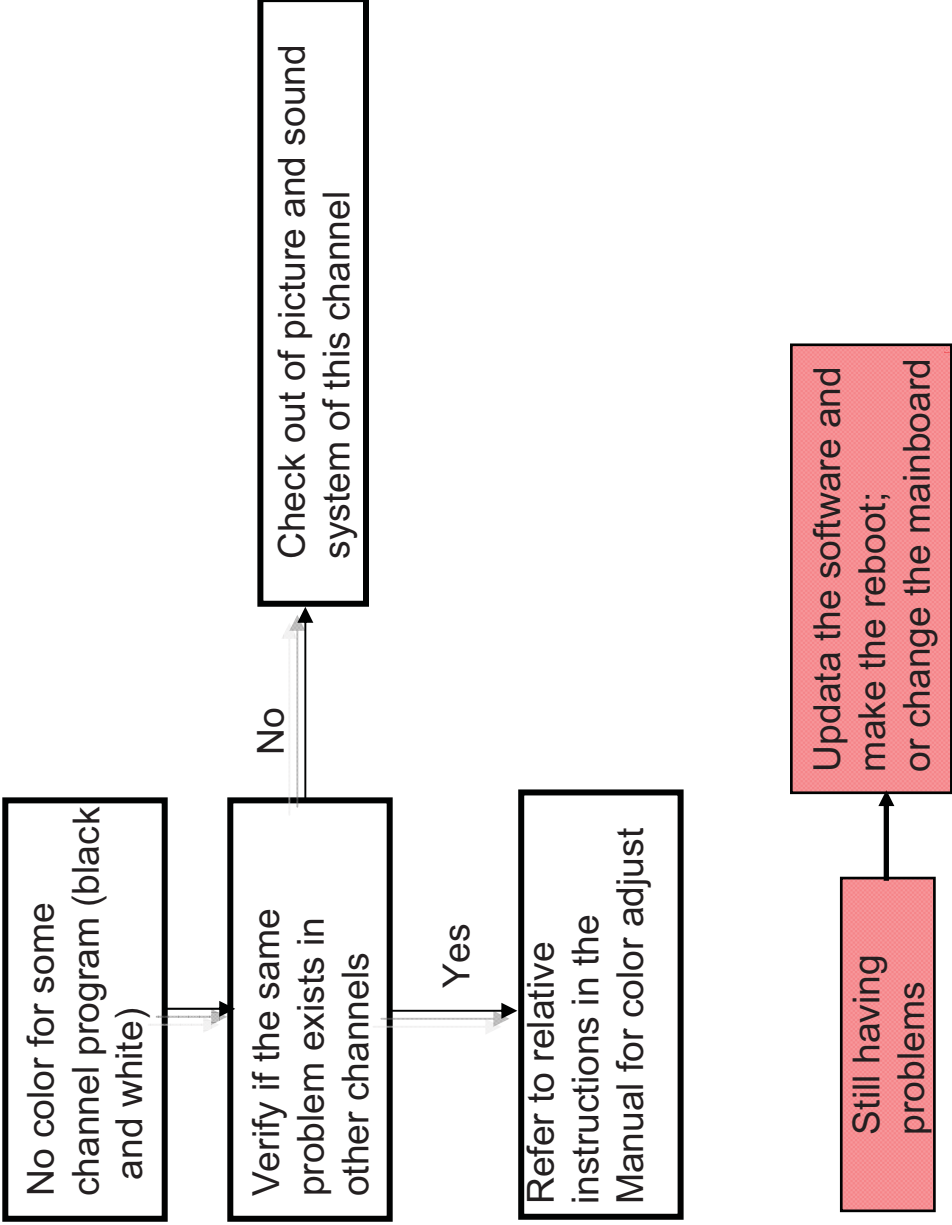 No color for some
channel program (black
and white)
Verify if the same
problem exists in
other channels
No
Check out of picture and sound
system of this channel
Yes
Refer to relative
instructions in the
Manual for color adjust
Still having
problems
Updata the software and
make the reboot;
or change the mainboard